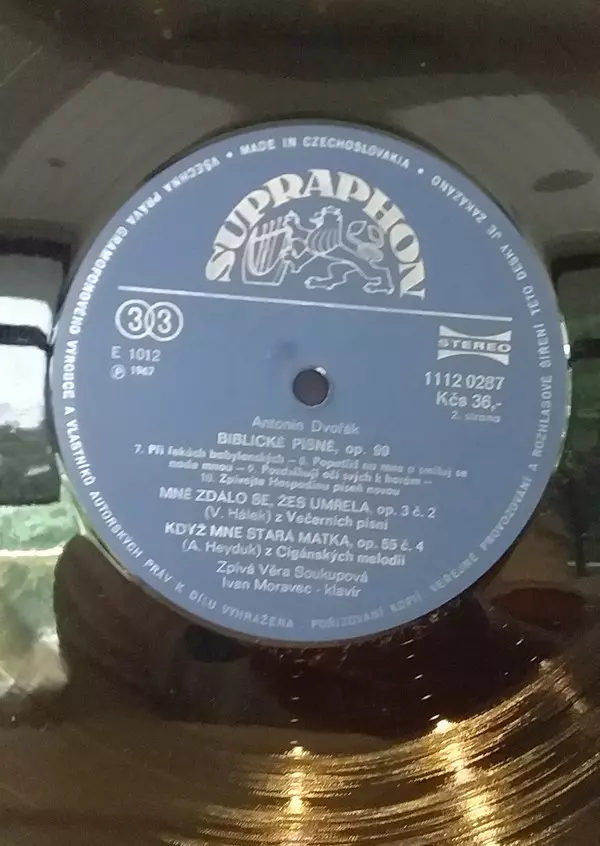 VŠECHNA PRÁVA GRAMOFONOVÉHO VÝROBCE A VLASTNÍKŮ AUTORSKÝCH PRÁV K DÍLU VYHRAŽENA. POŘIZOVÁNÍ KOPIÍ, VEŘEJNÉ PROVOZOVÁNÍ A ROZHLASOVÉ ŠÍŘENÍ TÉTO DESKY JE ZAKÁZÁNO
• MADE IN CZECHOSLOVAKIA •
SUPRAPHON
33
STEREO
E 1012
Ⓟ 1967
1112 0287
Kčs 36,-
2. strana
Antonín Dvořák
BIBLICKÉ PÍSNĚ, op. 99
7. Při řekách babylonských – 8. Popatřiž na mne a smiluj se
nade mnou – 9. Pozdvihuji očí svých k horám –
10. Zpívejte Hospodinu píseň novou
MNĚ ZDÁLO SE, ŽES UMŘELA, op. 3 č. 2
(V. Hálek) z Večerních písní
KDYŽ MNE STARÁ MATKA, op. 55 č. 4
(A. Heyduk) z Cigánských melodií
Zpívá Věra Soukupová
Ivan Moravec - klavír